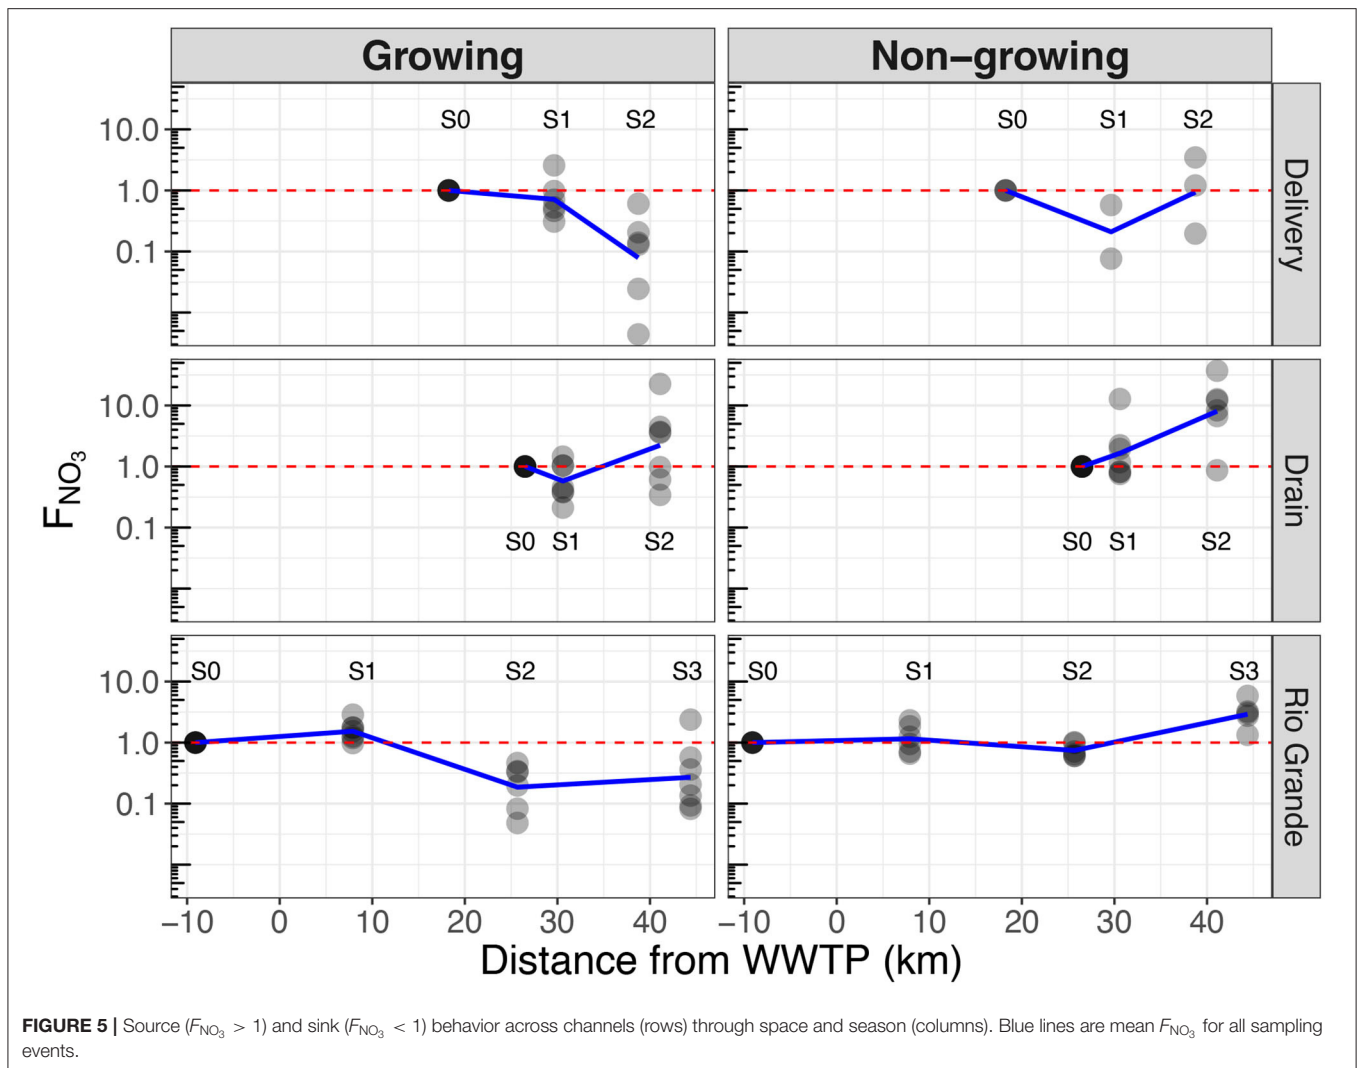 Growing
Non–growing
10.0
1.0
0.1
S0 S1 S2
S0 S1 S2
Delivery
10.0
1.0
0.1
S0 S1 S2
S0 S1 S2
Drain
F_NO3
10.0
1.0
0.1
S0 S1 S2 S3
S0 S1 S2 S3
Rio Grande
−10 0 10 20 30 40
−10 0 10 20 30 40
Distance from WWTP (km)
FIGURE 5 | Source (F_NO3 > 1) and sink (F_NO3 < 1) behavior across channels (rows) through space and season (columns). Blue lines are mean F_NO3 for all sampling
events.